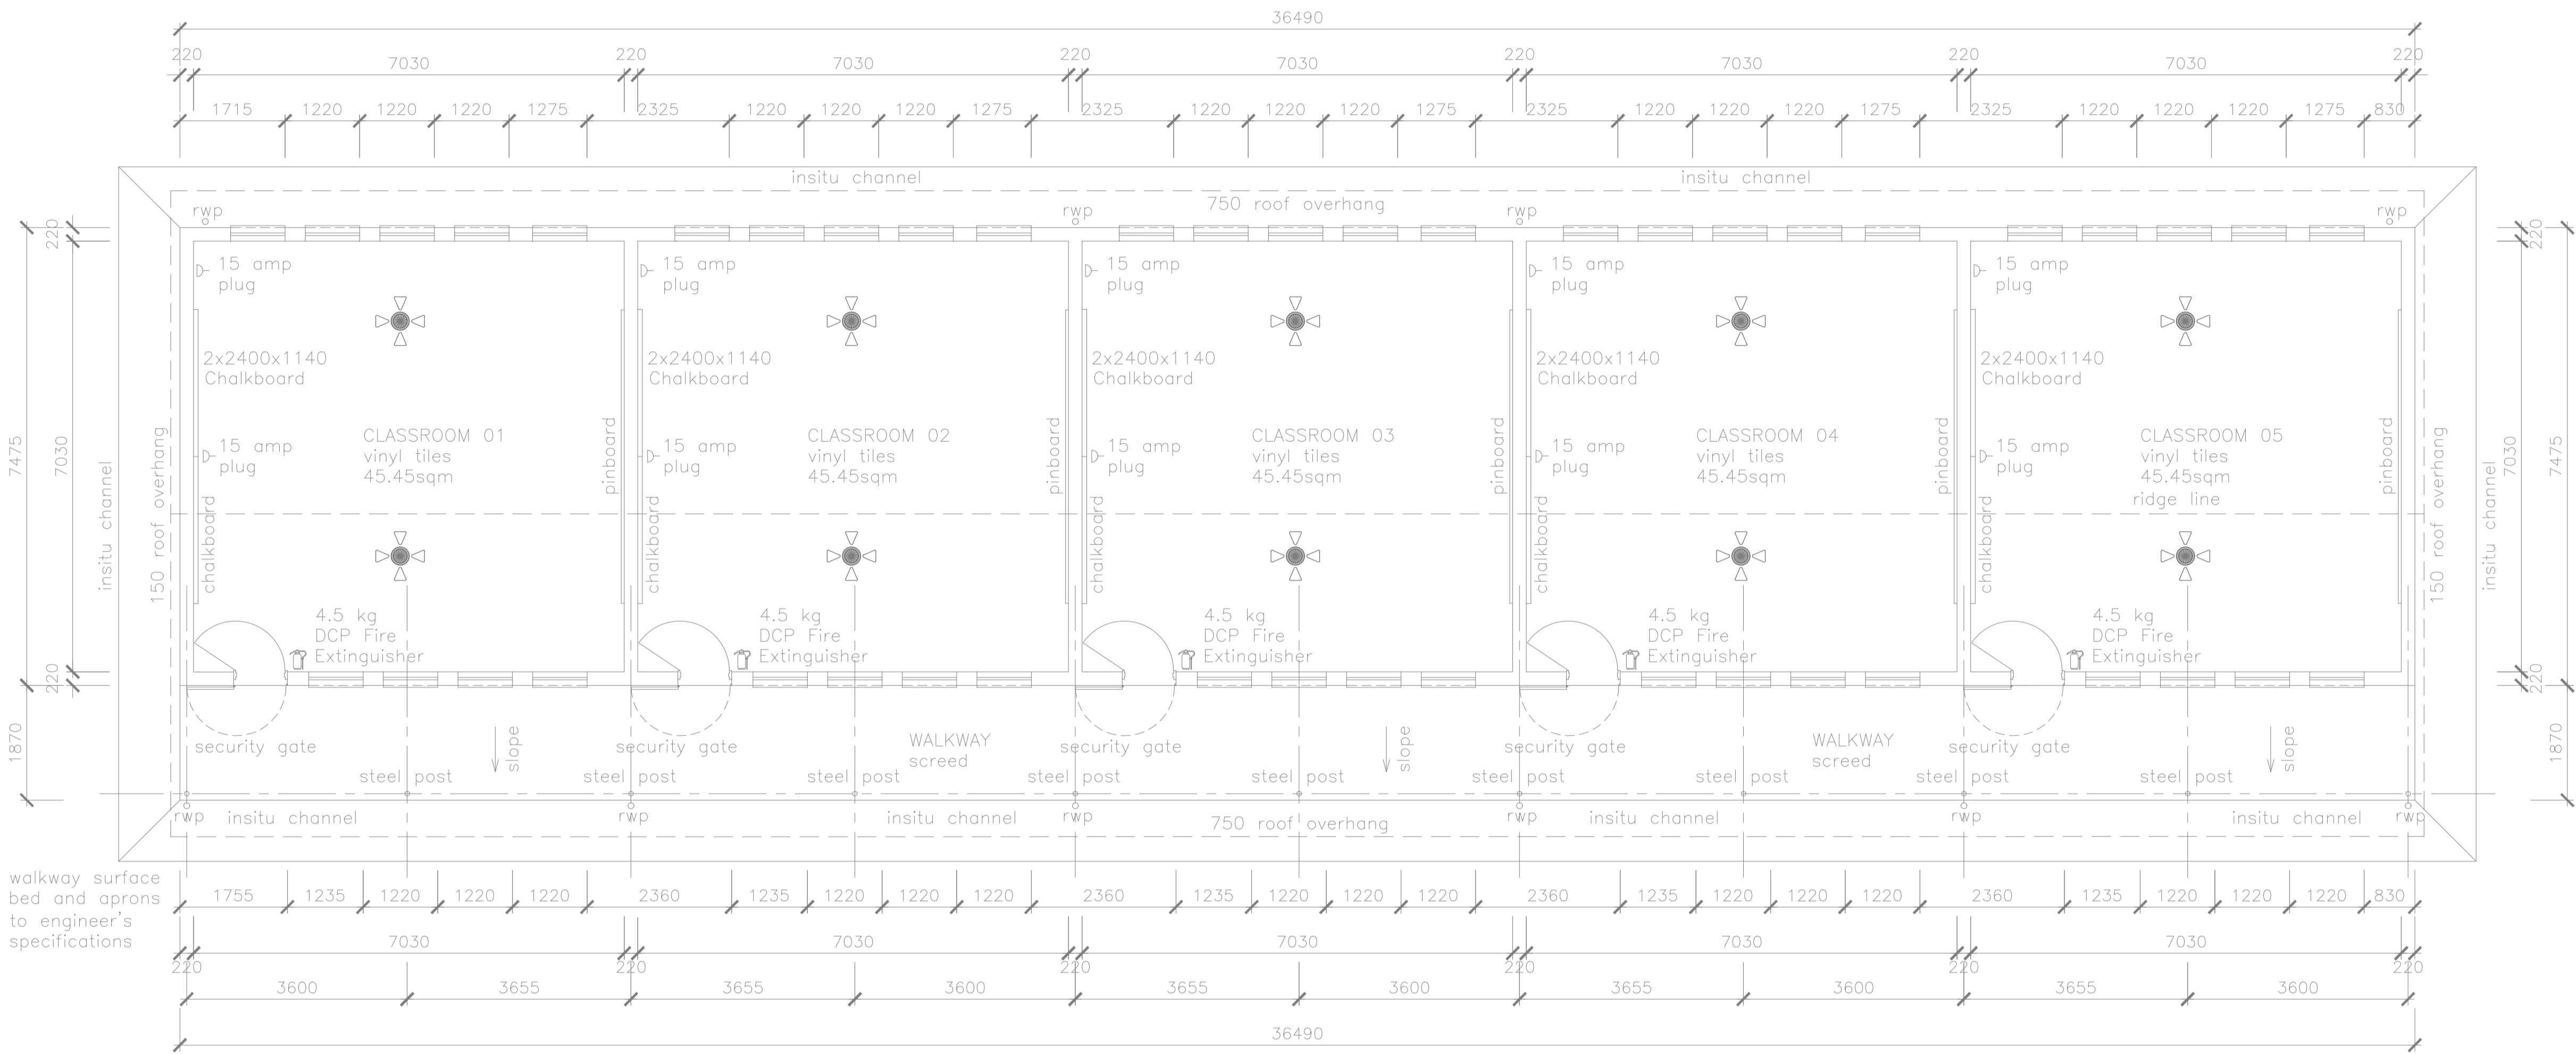 36490
220 7030 220 7030 220 7030 220 7030 220 7030 220
1715 1220 1220 1220 1275 2325 1220 1220 1220 1275 2325 1220 1220 1220 1275 2325 1220 1220 1220 1275 2325 1220 1220 1220 1275 830
insitu channel insitu channel
750 roof overhang
rwp rwp rwp rwp
220 220
15 amp 15 amp 15 amp 15 amp 15 amp
plug plug plug plug plug
2x2400x1140 2x2400x1140 2x2400x1140 2x2400x1140 2x2400x1140
Chalkboard Chalkboard Chalkboard Chalkboard Chalkboard
CLASSROOM 01 CLASSROOM 02 CLASSROOM 03 CLASSROOM 04 CLASSROOM 05
15 amp vinyl tiles 15 amp vinyl tiles 15 amp vinyl tiles 15 amp vinyl tiles 15 amp vinyl tiles
plug 45.45sqm plug 45.45sqm plug 45.45sqm plug 45.45sqm plug 45.45sqm
ridge line
7475 7030 insitu channel 150 roof overhang
chalkboard pinboard chalkboard pinboard chalkboard pinboard chalkboard pinboard chalkboard pinboard
150 roof overhang insitu channel 7030 7475
4.5 kg 4.5 kg 4.5 kg 4.5 kg 4.5 kg
DCP Fire DCP Fire DCP Fire DCP Fire DCP Fire
Extinguisher Extinguisher Extinguisher Extinguisher Extinguisher
220 220
1870 slope slope slope 1870
WALKWAY WALKWAY
screed screed
security gate security gate security gate security gate security gate
steel post steel post steel post steel post steel post steel post steel post steel post steel post
rwp insitu channel rwp insitu channel rwp rwp insitu channel rwp insitu channel rwp
750 roof overhang
walkway surface
bed and aprons
to engineer's
specifications
1755 1235 1220 1220 1220 2360 1235 1220 1220 1220 2360 1235 1220 1220 1220 2360 1235 1220 1220 1220 2360 1235 1220 1220 1220 830
7030 7030 7030 7030 7030
220 220 220 220 220 220
3600 3655 3655 3600 3655 3600 3655 3600 3655 3600
36490